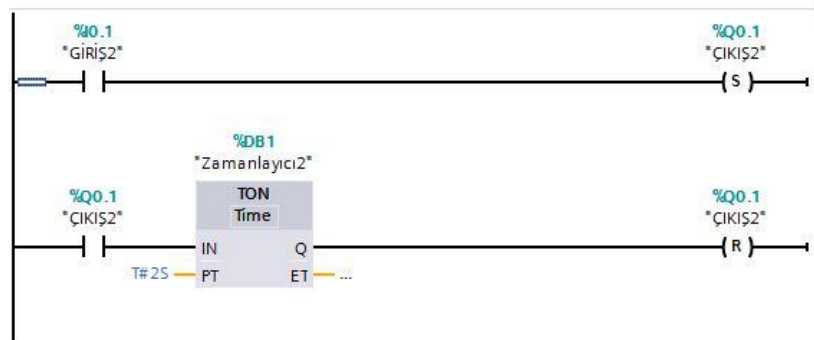 %I0.1
"GİRİŞ2"
%Q0.1
"ÇIKIŞ2"
S
%DB1
"Zamanlayıcı2"
%Q0.1
"ÇIKIŞ2"
TON
Time
%Q0.1
"ÇIKIŞ2"
IN Q
R
T#2S PT ET ...